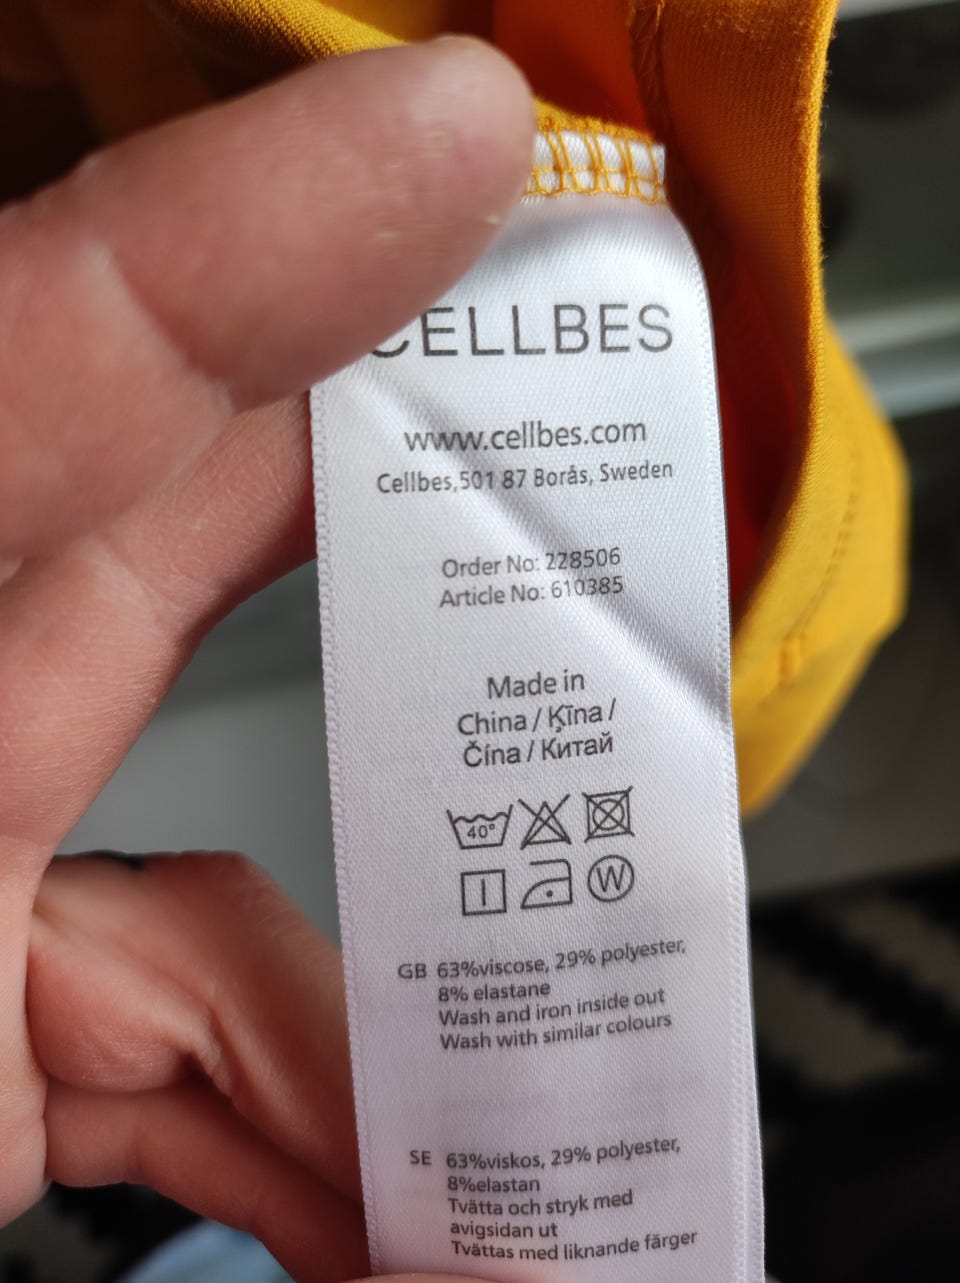 CELLBES
www.cellbes.com
Cellbes,501 87 Borås, Sweden
Order No: 228506
Article No: 610385
Made in
China / Ķīna /
Čína / Китай
40°
W
GB 63%viscose, 29% polyester,
8% elastane
Wash and iron inside out
Wash with similar colours
SE 63%viskos, 29% polyester,
8%elastan
Tvätta och stryk med
avigsidan ut
Tvättas med liknande färger